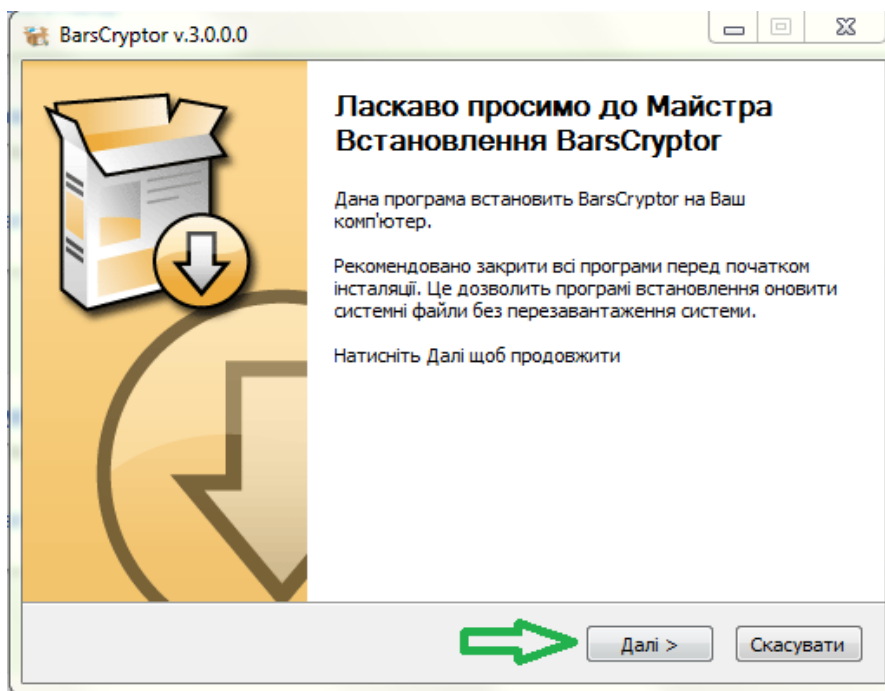 BarsCryptor v.3.0.0.0
Ласкаво просимо до Майстра
Встановлення BarsCryptor
Дана програма встановить BarsCryptor на Ваш
комп'ютер.
Рекомендовано закрити всі програми перед початком
інсталяції. Це дозволить програмі встановлення оновити
системні файли без перезавантаження системи.
Натисніть Далі щоб продовжити
Далі >
Скасувати